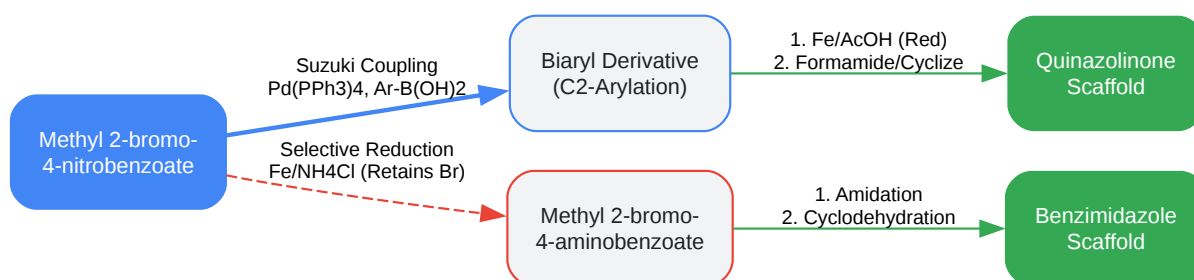 Methyl 2-bromo-
4-nitrobenzoate
Suzuki Coupling
Pd(PPh3)4, Ar-B(OH)2
Selective Reduction
Fe/NH4Cl (Retains Br)
Biaryl Derivative
(C2-Arylation)
Methyl 2-bromo-
4-aminobenzoate
1. Fe/AcOH (Red)
2. Formamide/Cyclize
1. Amidation
2. Cyclodehydration
Quinazolinone
Scaffold
Benzimidazole
Scaffold